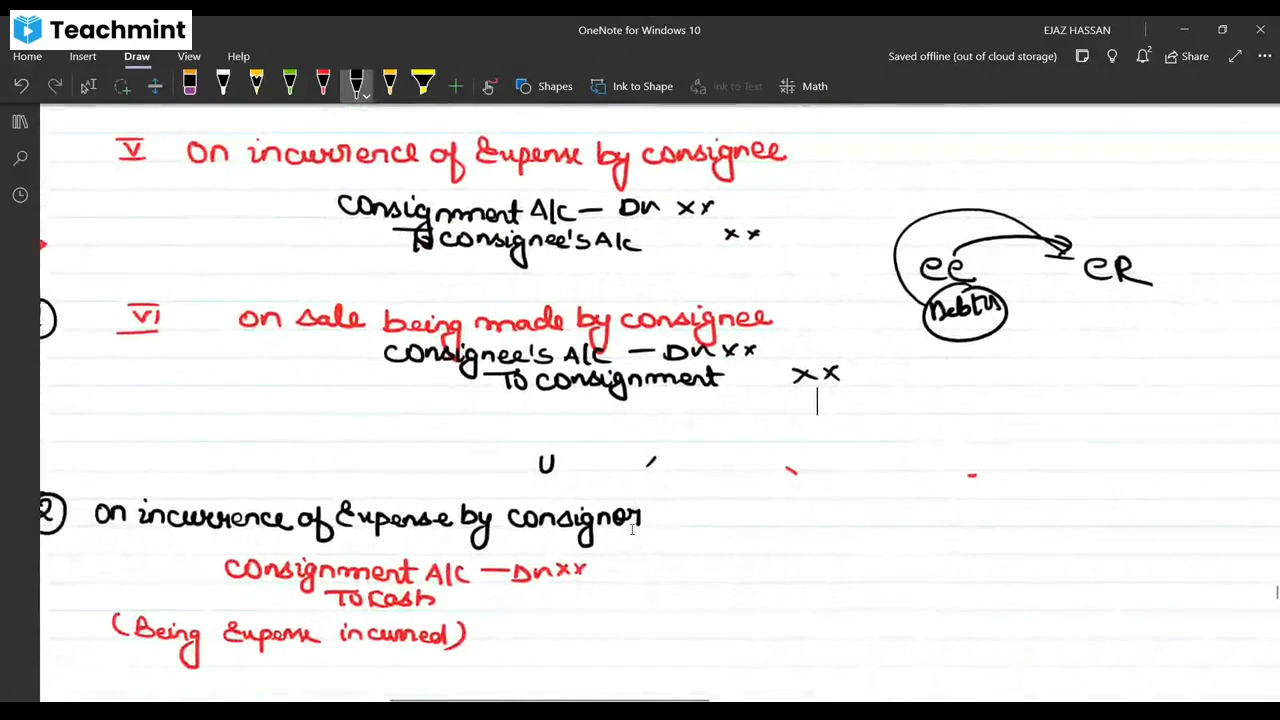 Teachmint
OneNote for Windows 10
EJAZ HASSAN
Home Insert Draw View Help
Saved offline (out of cloud storage)
Share
Shapes
Ink to Shape
Ink to Text
Math
V On incurrence of Expense by consignee
Consignment A/c — Dr xx
To consignee's A/c xx
VI on sale being made by consignee
Consignee's A/c — Dr xx
To consignment xx
ee
eR
Debtrs
2 On incurrence of Expense by consignor
Consignment A/c — Dr xx
To Cash
(Being Expense incurred)